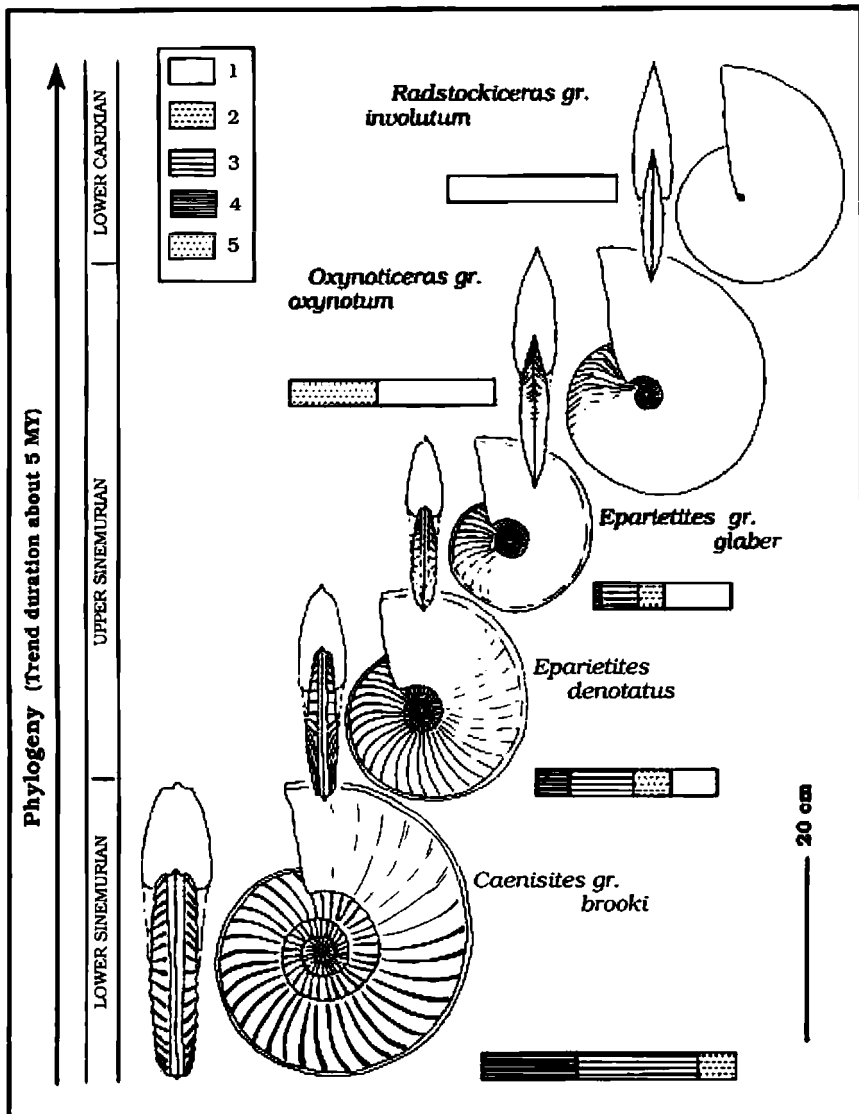 1
2
3
4
5
Radstockiceras gr.
involutum
Oxynoticeras gr.
oxynotum
Eparietites gr.
glaber
Eparietites
denotatus
Caenisites gr.
brooki
20 cm
LOWER CARIXIAN
UPPER SINEMURIAN
LOWER SINEMURIAN
Phylogeny (Trend duration about 5 MY)